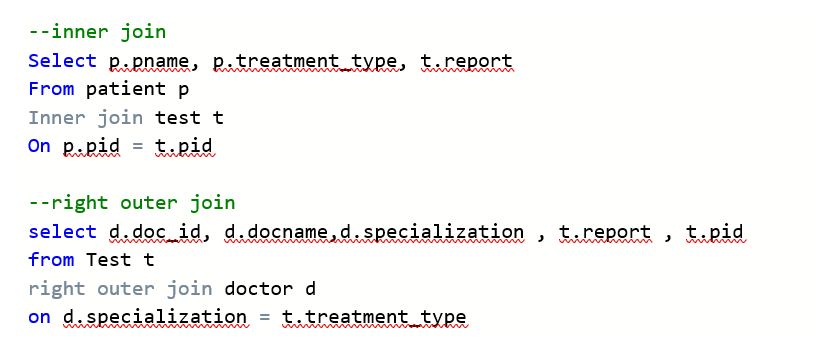 --inner join
Select p.pname, p.treatment_type, t.report
From patient p
Inner join test t
On p.pid = t.pid
--right outer join
select d.doc_id, d.docname,d.specialization , t.report , t.pid
from Test t
right outer join doctor d
on d.specialization = t.treatment_type